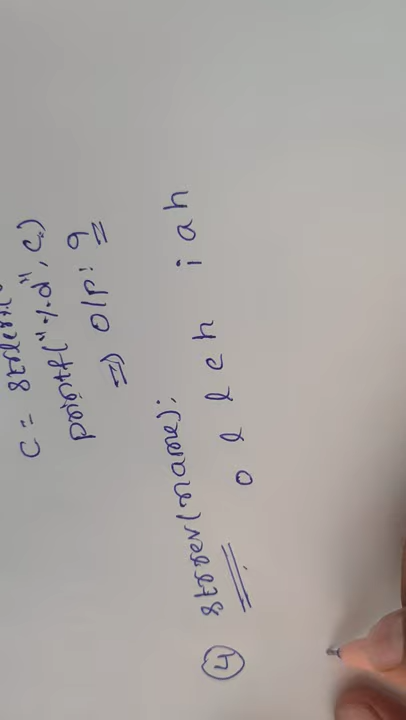 c = strlen(
printf("%d", c)
=> O/P: 9
4 strrev(name):
o l l e h   i a h